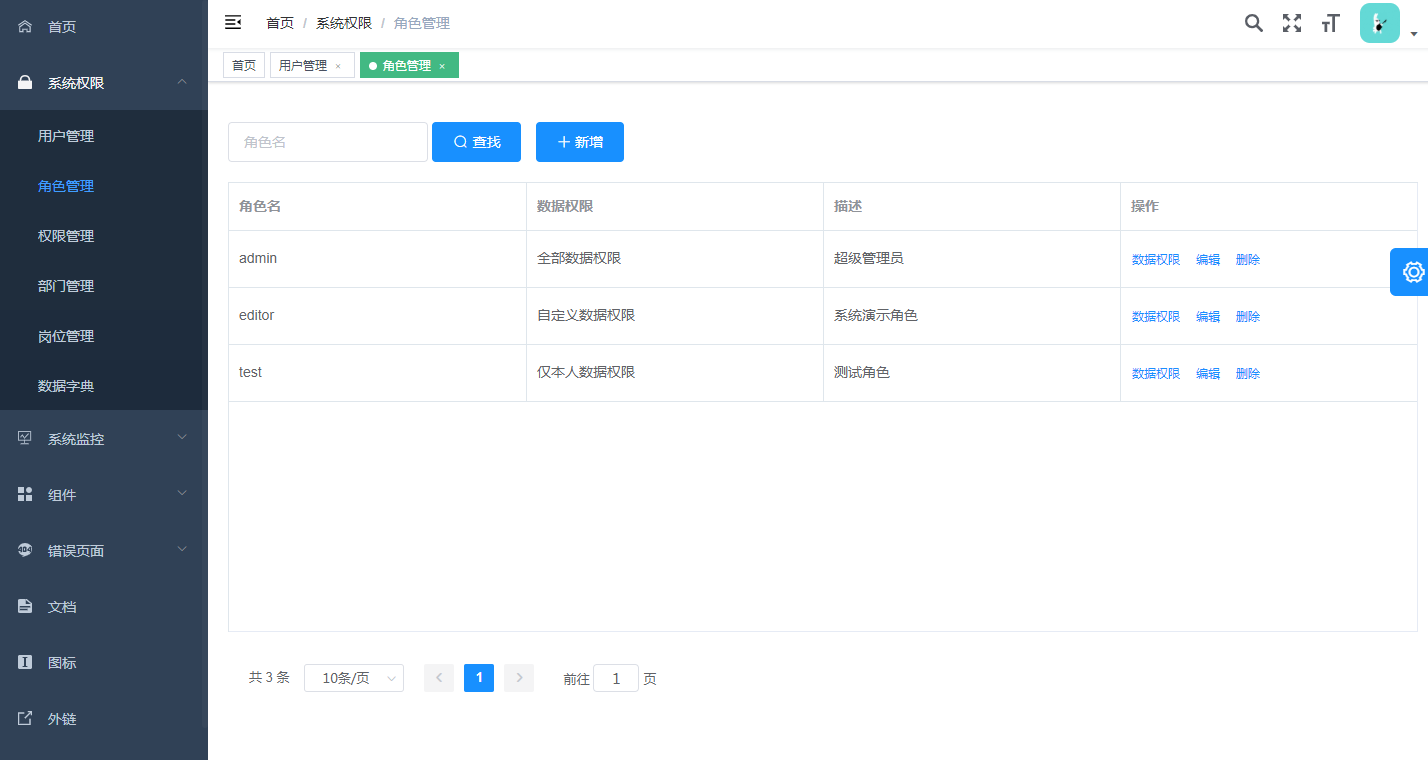 首页
系统权限
用户管理
角色管理
权限管理
部门管理
岗位管理
数据字典
系统监控
组件
404 错误页面
文档
图标
外链
首页 / 系统权限 / 角色管理
首页 用户管理 × 角色管理 ×
角色名 查找 新增
角色名 数据权限 描述 操作
admin 全部数据权限 超级管理员 数据权限 编辑 删除
editor 自定义数据权限 系统演示角色 数据权限 编辑 删除
test 仅本人数据权限 测试角色 数据权限 编辑 删除
共 3 条 10条/页 1 前往 1 页